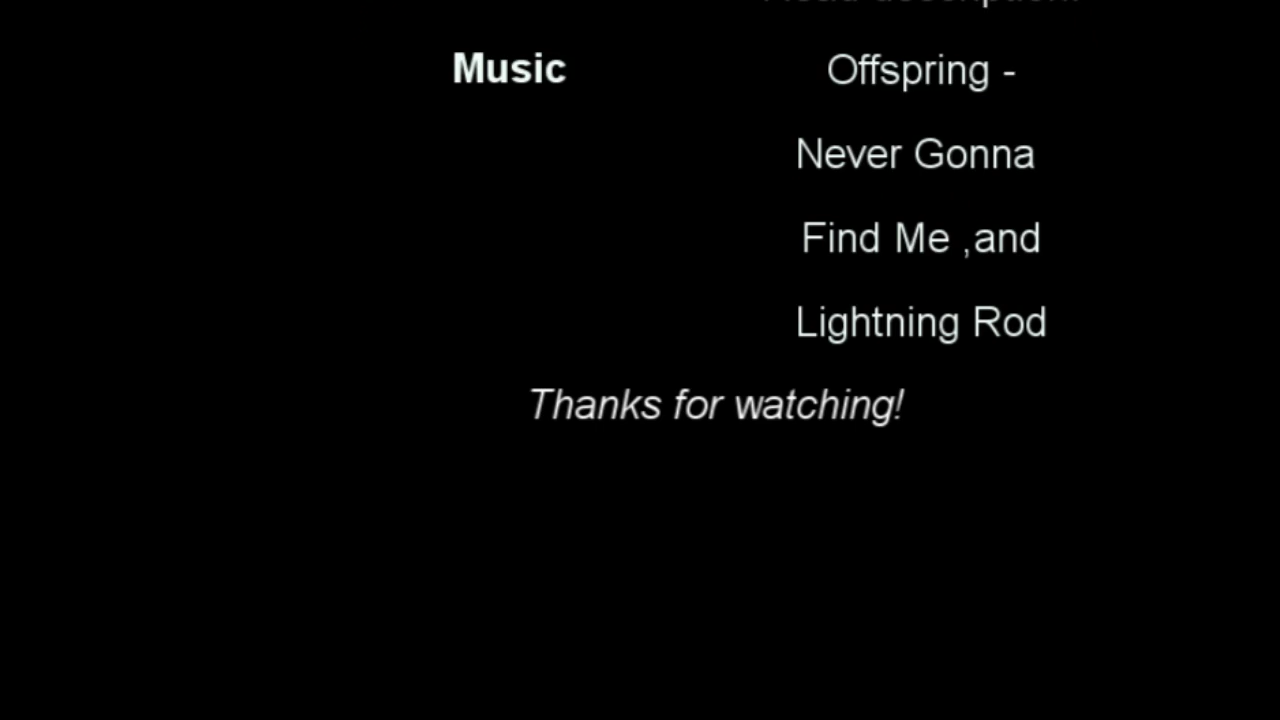 Music Offspring -
Never Gonna
Find Me ,and
Lightning Rod
Thanks for watching!